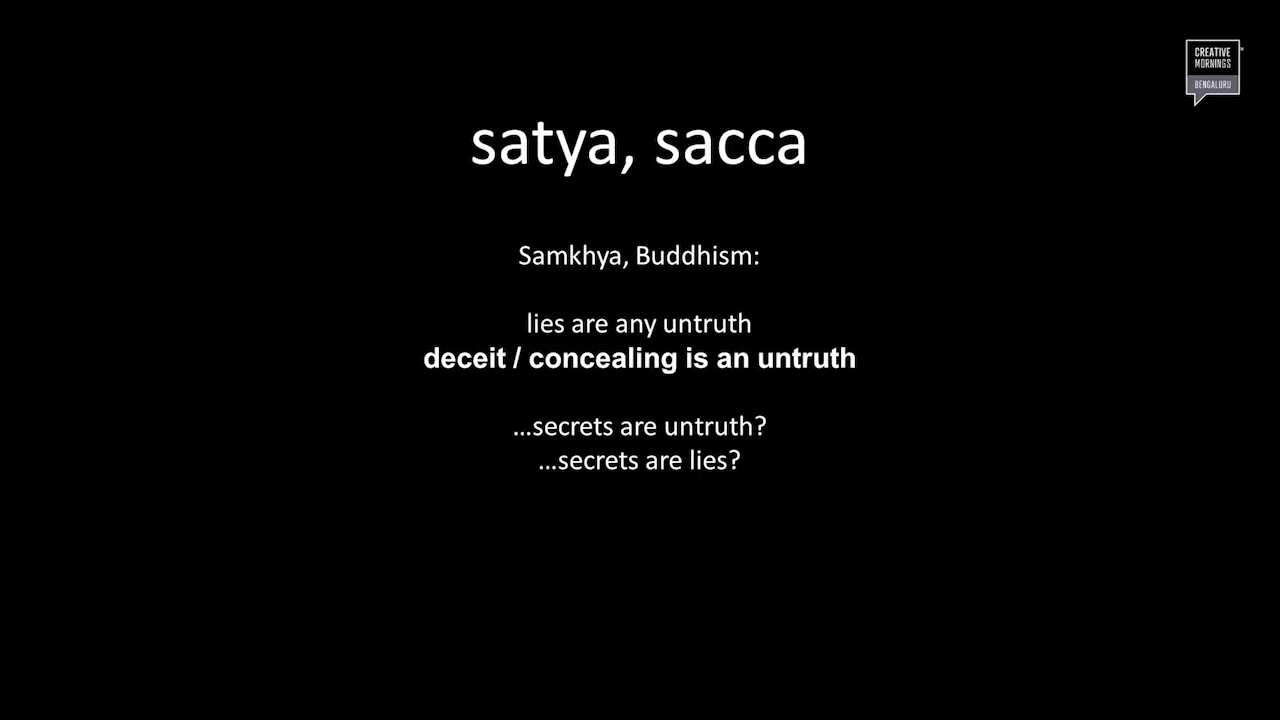 CREATIVE
MORNINGS
BENGALURU
satya, sacca
Samkhya, Buddhism:
lies are any untruth
deceit / concealing is an untruth
...secrets are untruth?
...secrets are lies?